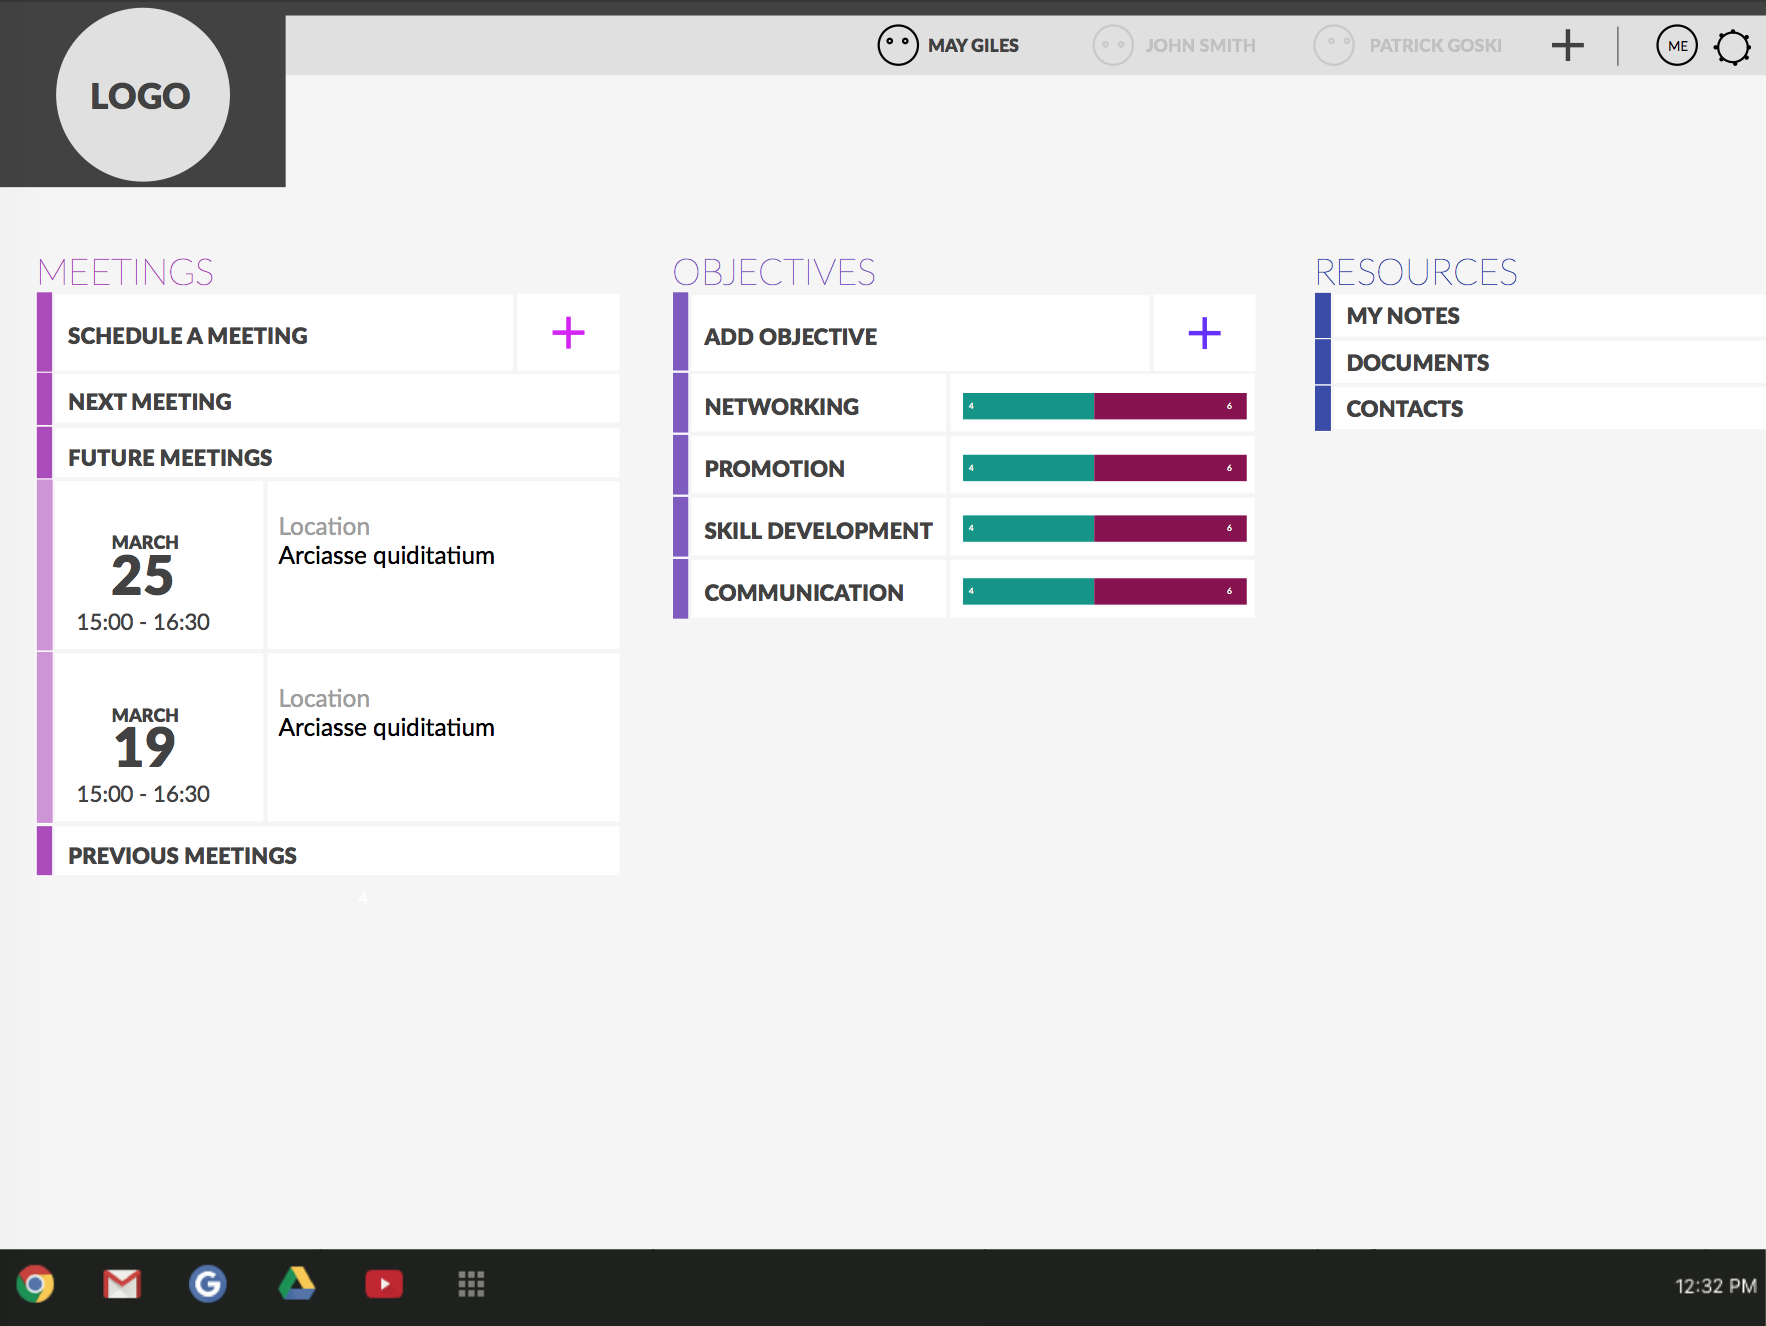 LOGO
MAY GILES
JOHN SMITH
PATRICK GOSKI
ME
MEETINGS
SCHEDULE A MEETING
NEXT MEETING
FUTURE MEETINGS
MARCH
25
15:00 - 16:30
Location
Arciasse quiditatium
MARCH
19
15:00 - 16:30
Location
Arciasse quiditatium
PREVIOUS MEETINGS
4
OBJECTIVES
ADD OBJECTIVE
NETWORKING
4 6
PROMOTION
4 6
SKILL DEVELOPMENT
4 6
COMMUNICATION
4 6
RESOURCES
MY NOTES
DOCUMENTS
CONTACTS
G
12:32 PM